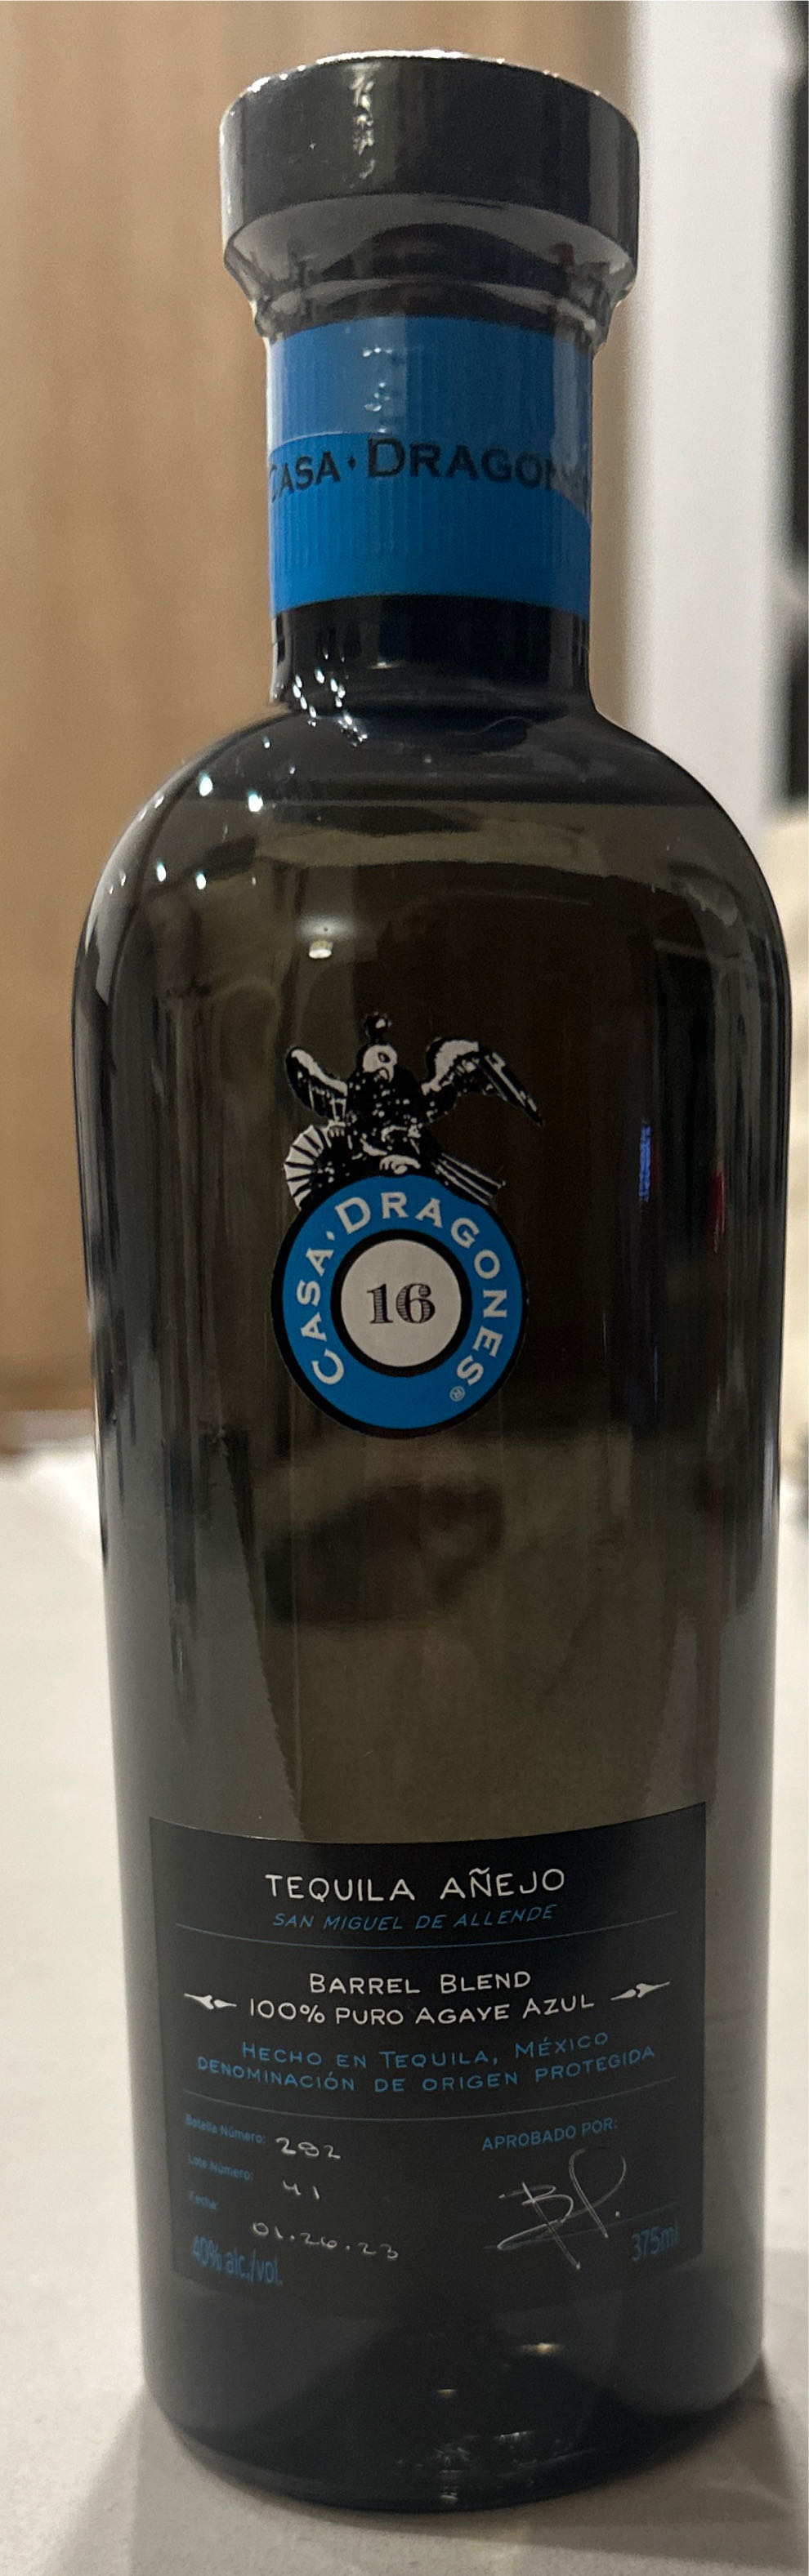 CASA·DRAGON
CASA·DRAGONES®
16
TEQUILA AÑEJO
SAN MIGUEL DE ALLENDE
BARREL BLEND
100% PURO AGAVE AZUL
HECHO EN TEQUILA, MÉXICO
DENOMINACIÓN DE ORIGEN PROTEGIDA
Botella Número: 292
Lote Número: 41
Fecha: 01.26.23
APROBADO POR:
40% alc./vol.
375ml